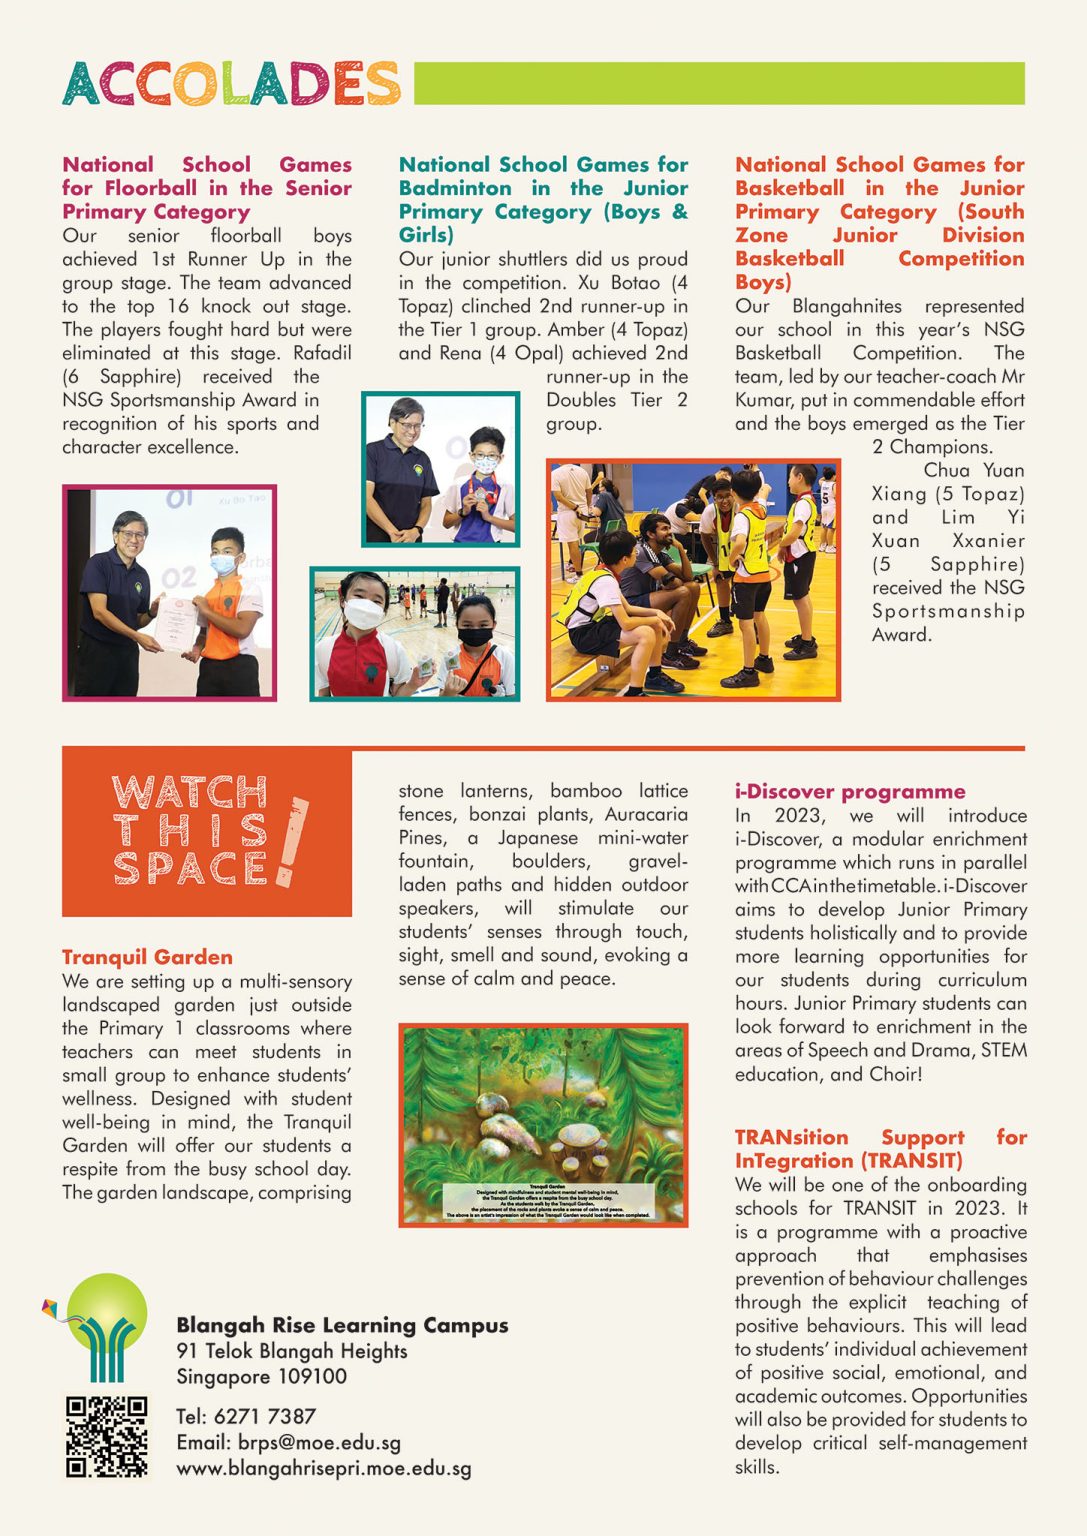 ACCOLADES
National School Games
for Floorball in the Senior
Primary Category
Our senior floorball boys
achieved 1st Runner Up in the
group stage. The team advanced
to the top 16 knock out stage.
The players fought hard but were
eliminated at this stage. Rafadil
(6 Sapphire) received the
NSG Sportsmanship Award in
recognition of his sports and
character excellence.
01
Xu Bo Tao
02
National School Games for
Badminton in the Junior
Primary Category (Boys &
Girls)
Our junior shuttlers did us proud
in the competition. Xu Botao (4
Topaz) clinched 2nd runner-up in
the Tier 1 group. Amber (4 Topaz)
and Rena (4 Opal) achieved 2nd
runner-up in the
Doubles Tier 2
group.
National School Games for
Basketball in the Junior
Primary Category (South
Zone Junior Division
Basketball Competition
Boys)
Our Blangahnites represented
our school in this year's NSG
Basketball Competition. The
team, led by our teacher-coach Mr
Kumar, put in commendable effort
and the boys emerged as the Tier
2 Champions.
Chua Yuan
Xiang (5 Topaz)
and Lim Yi
Xuan Xxanier
(5 Sapphire)
received the NSG
Sportsmanship
Award.
5
WATCH
THIS
SPACE!
Tranquil Garden
We are setting up a multi-sensory
landscaped garden just outside
the Primary 1 classrooms where
teachers can meet students in
small group to enhance students'
wellness. Designed with student
well-being in mind, the Tranquil
Garden will offer our students a
respite from the busy school day.
The garden landscape, comprising
stone lanterns, bamboo lattice
fences, bonzai plants, Auracaria
Pines, a Japanese mini-water
fountain, boulders, gravel-
laden paths and hidden outdoor
speakers, will stimulate our
students' senses through touch,
sight, smell and sound, evoking a
sense of calm and peace.
Tranquil Garden
Designed with mindfulness and student mental well-being in mind,
the Tranquil Garden offers a respite from the busy school day.
As the students walk by the Tranquil Garden,
the placement of the rocks and plants evoke a sense of calm and peace.
The above is an artist's impression of what the Tranquil Garden would look like when completed.
i-Discover programme
In 2023, we will introduce
i-Discover, a modular enrichment
programme which runs in parallel
with CCA in the timetable. i-Discover
aims to develop Junior Primary
students holistically and to provide
more learning opportunities for
our students during curriculum
hours. Junior Primary students can
look forward to enrichment in the
areas of Speech and Drama, STEM
education, and Choir!
TRANsition Support for
InTegration (TRANSIT)
We will be one of the onboarding
schools for TRANSIT in 2023. It
is a programme with a proactive
approach that emphasises
prevention of behaviour challenges
through the explicit teaching of
positive behaviours. This will lead
to students' individual achievement
of positive social, emotional, and
academic outcomes. Opportunities
will also be provided for students to
develop critical self-management
skills.
Blangah Rise Learning Campus
91 Telok Blangah Heights
Singapore 109100
Tel: 6271 7387
Email: brps@moe.edu.sg
www.blangahrisepri.moe.edu.sg